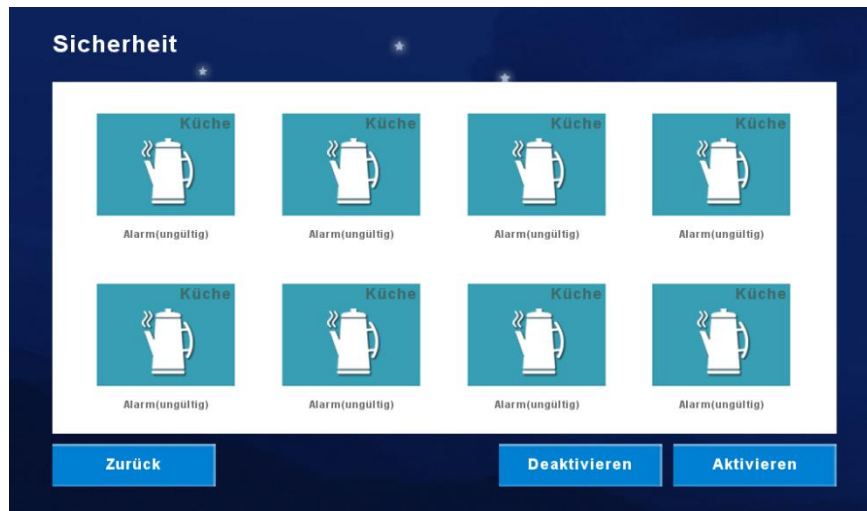 Sicherheit
Küche Küche Küche Küche
Alarm(ungültig) Alarm(ungültig) Alarm(ungültig) Alarm(ungültig)
Küche Küche Küche Küche
Alarm(ungültig) Alarm(ungültig) Alarm(ungültig) Alarm(ungültig)
Zurück Deaktivieren Aktivieren